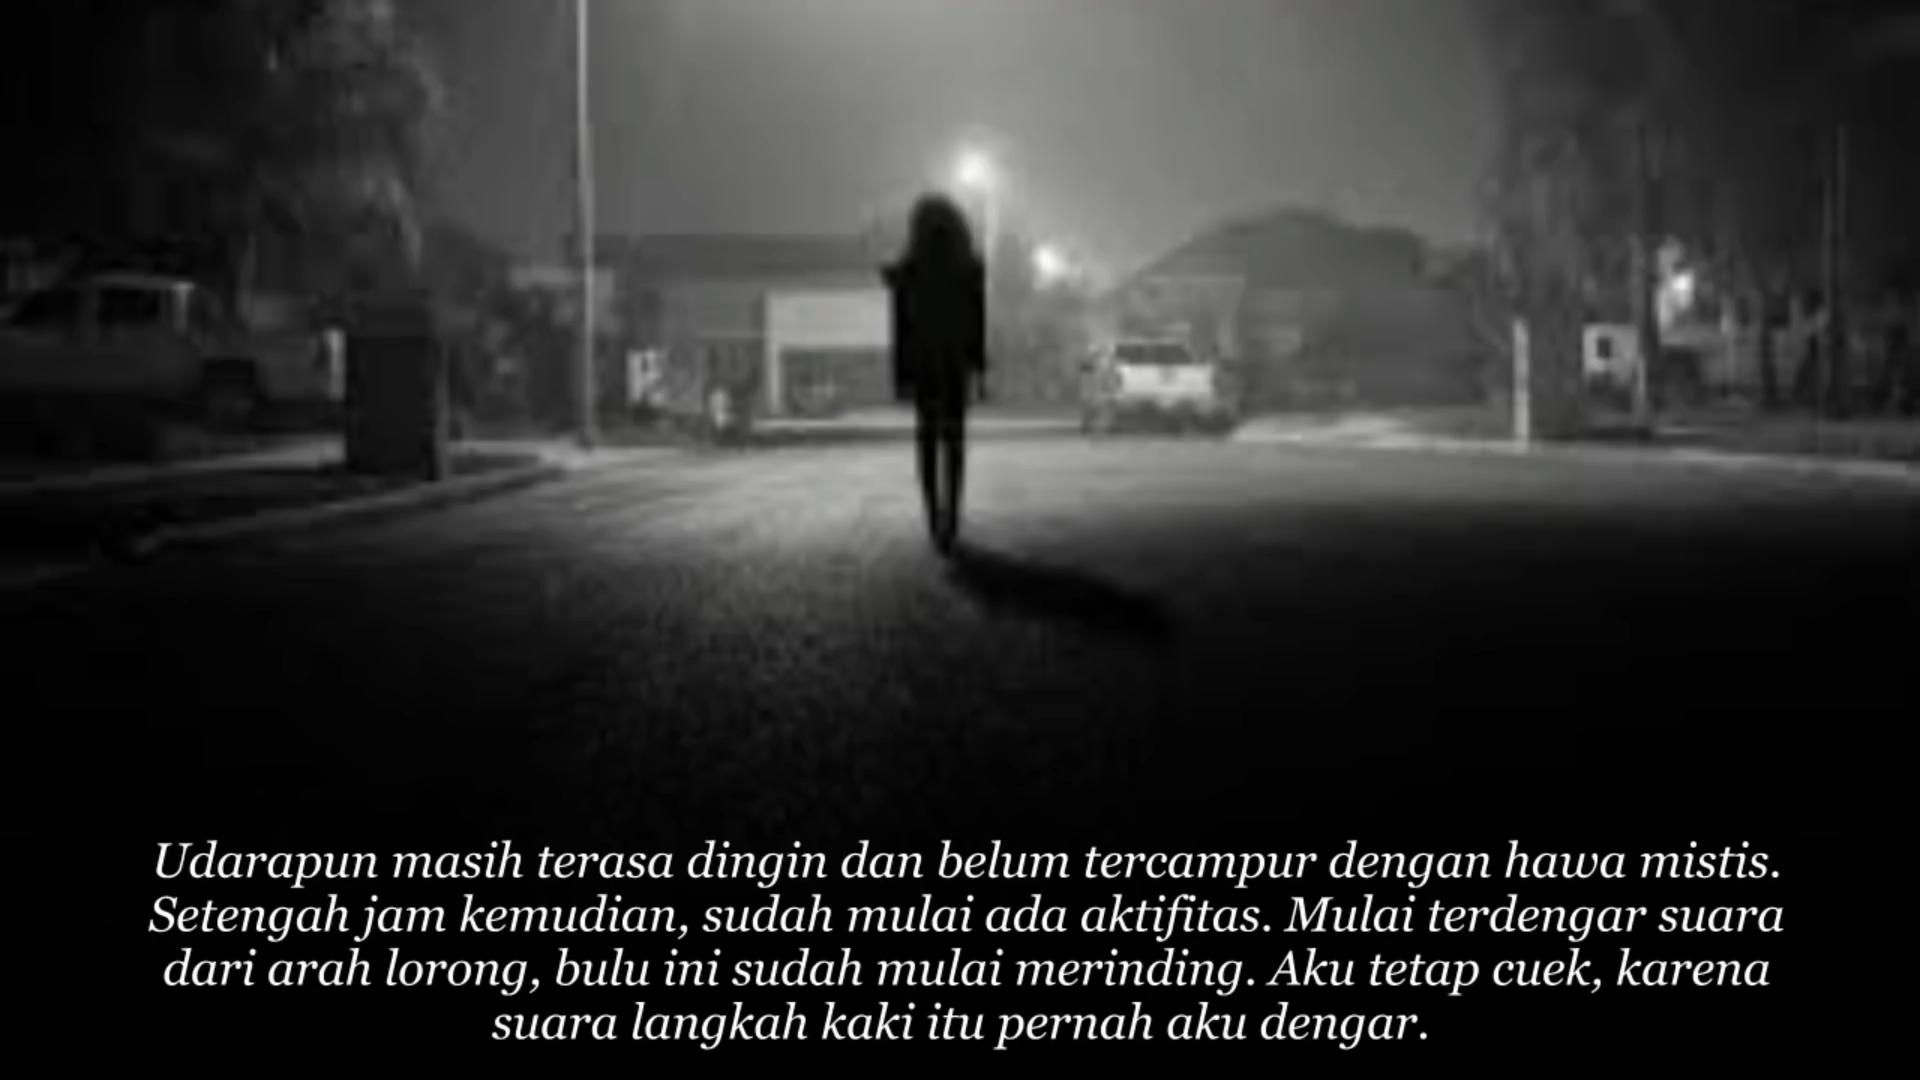 Udarapun masih terasa dingin dan belum tercampur dengan hawa mistis.
Setengah jam kemudian, sudah mulai ada aktifitas. Mulai terdengar suara
dari arah lorong, bulu ini sudah mulai merinding. Aku tetap cuek, karena
suara langkah kaki itu pernah aku dengar.